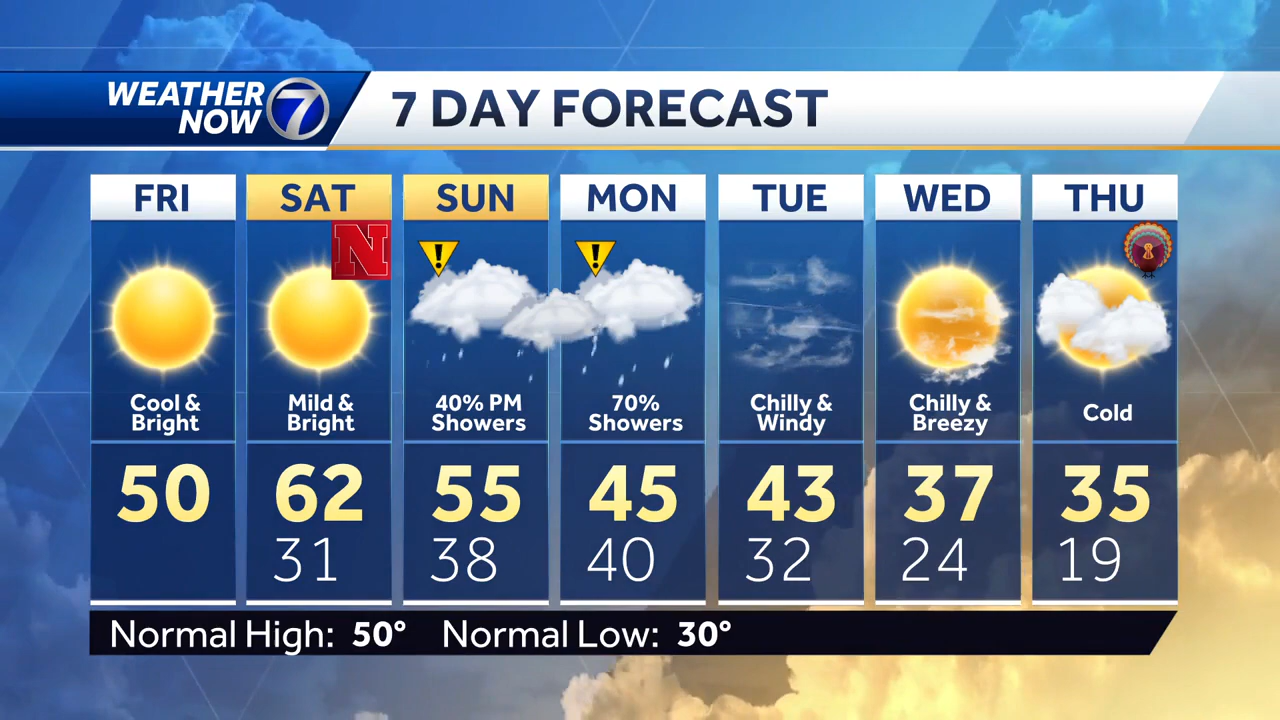 WEATHER
NOW 7
7 DAY FORECAST
FRI
SAT
SUN
MON
TUE
WED
THU
N
!
!
Cool &
Bright
Mild &
Bright
40% PM
Showers
70%
Showers
Chilly &
Windy
Chilly &
Breezy
Cold
50
62
55
45
43
37
35
31
38
40
32
24
19
Normal High: 50° Normal Low: 30°